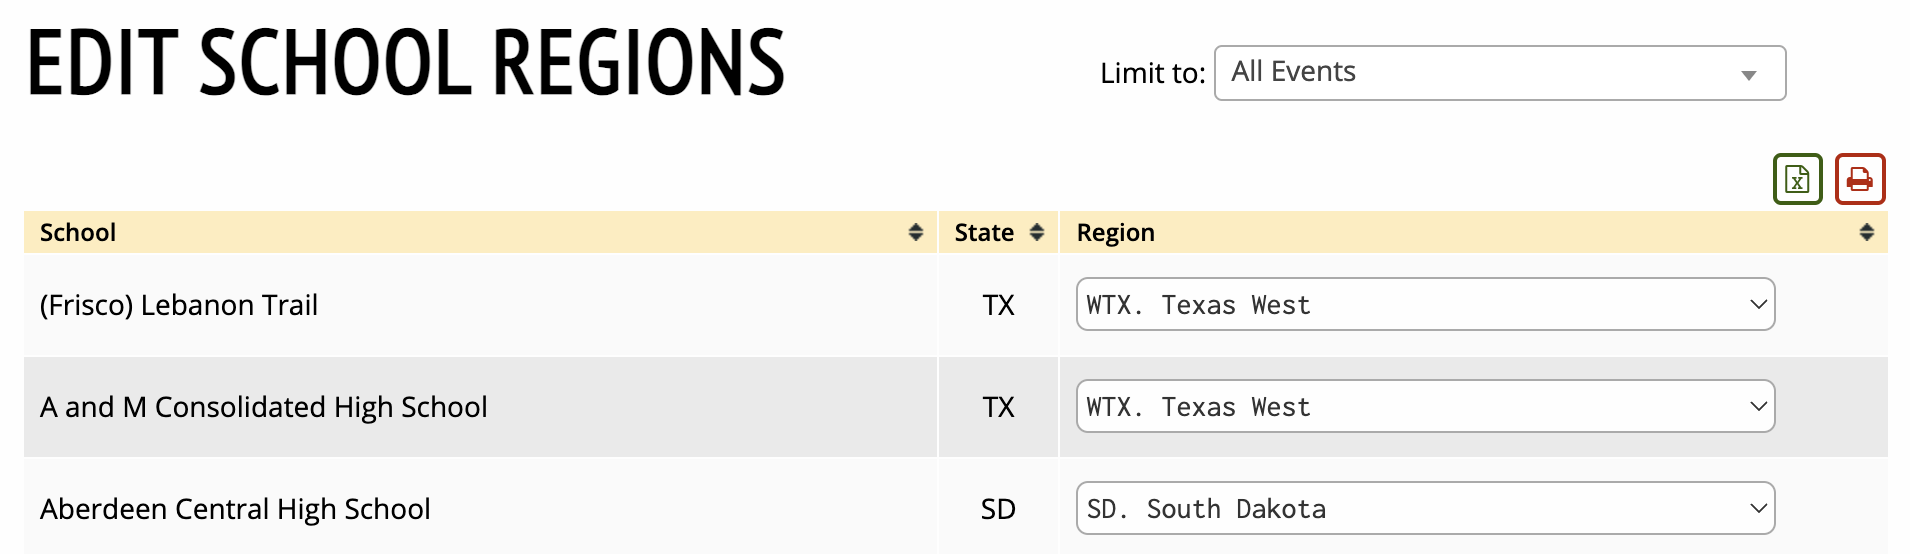 EDIT SCHOOL REGIONS
Limit to: All Events
School State Region
(Frisco) Lebanon Trail TX WTX. Texas West
A and M Consolidated High School TX WTX. Texas West
Aberdeen Central High School SD SD. South Dakota